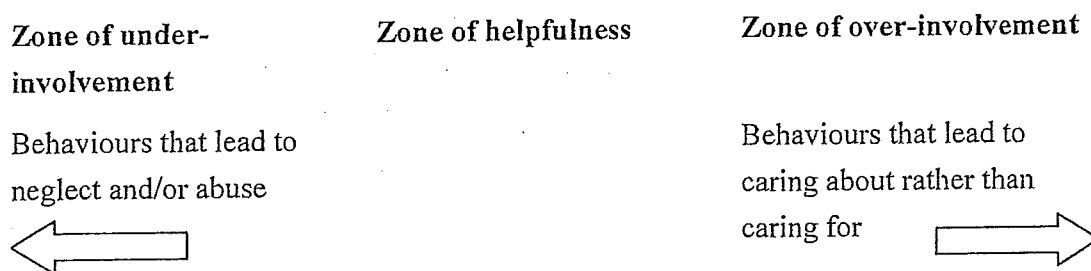 Zone of under-
involvement
Zone of helpfulness
Zone of over-involvement
Behaviours that lead to
neglect and/or abuse
Behaviours that lead to
caring about rather than
caring for